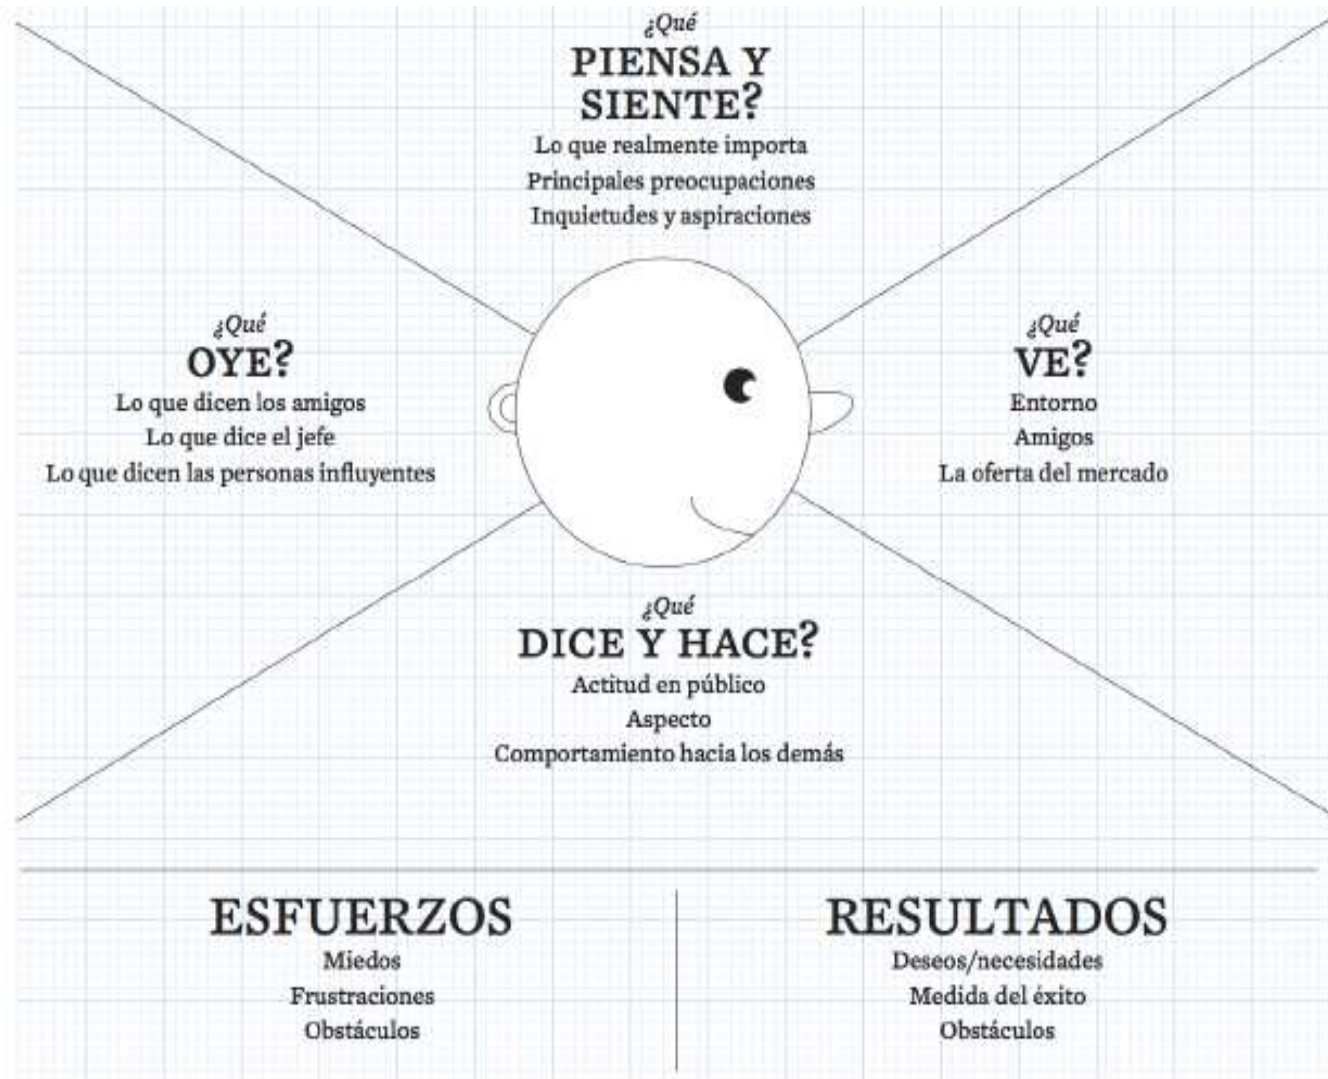 ¿Qué
PIENSA Y
SIENTE?
Lo que realmente importa
Principales preocupaciones
Inquietudes y aspiraciones
¿Qué
OYE?
Lo que dicen los amigos
Lo que dice el jefe
Lo que dicen las personas influyentes
¿Qué
VE?
Entorno
Amigos
La oferta del mercado
¿Qué
DICE Y HACE?
Actitud en público
Aspecto
Comportamiento hacia los demás
ESFUERZOS
Miedos
Frustraciones
Obstáculos
RESULTADOS
Deseos/necesidades
Medida del éxito
Obstáculos